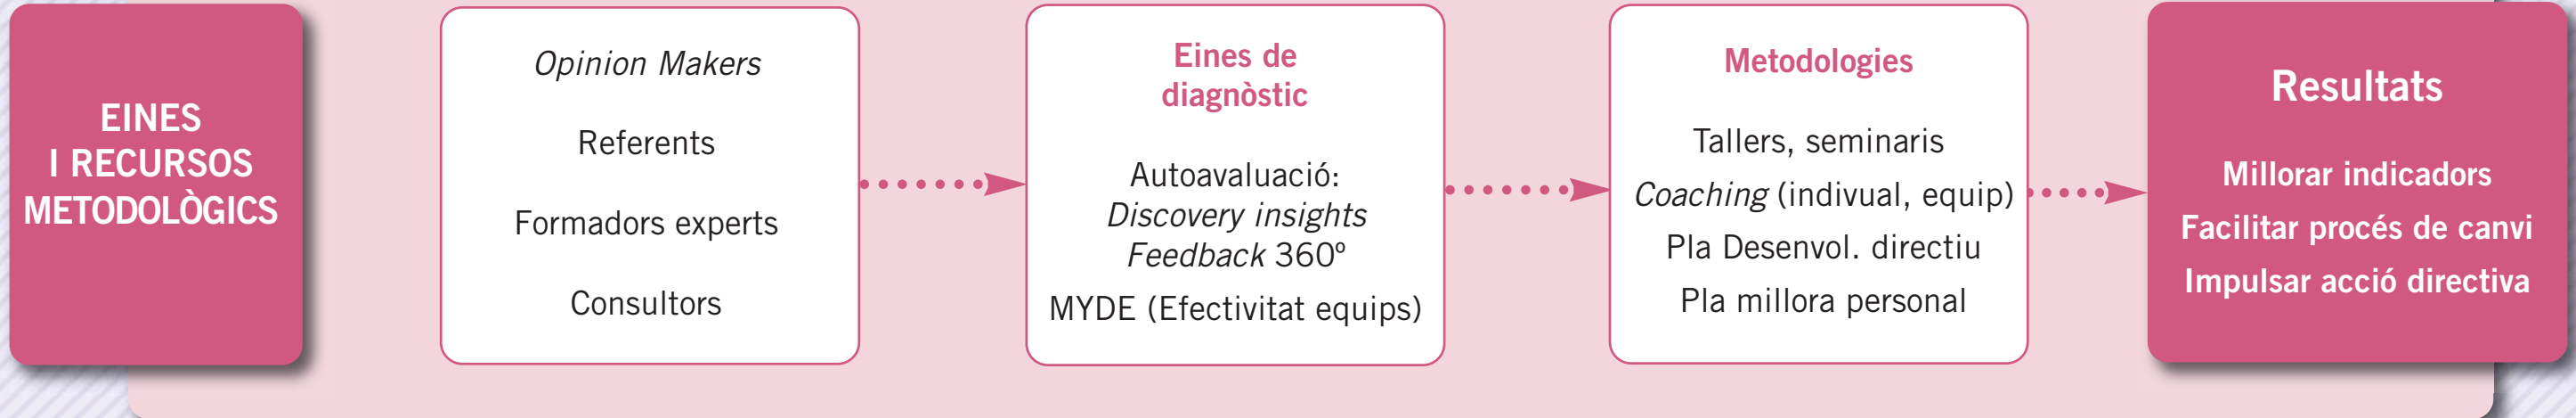 EINES
I RECURSOS
METODOLÒGICS
Opinion Makers
Referents
Formadors experts
Consultors
Eines de
diagnòstic
Autoavaluació:
Discovery insights
Feedback 360º
MYDE (Efectivitat equips)
Metodologies
Tallers, seminaris
Coaching (indivual, equip)
Pla Desenvol. directiu
Pla millora personal
Resultats
Millorar indicadors
Facilitar procés de canvi
Impulsar acció directiva